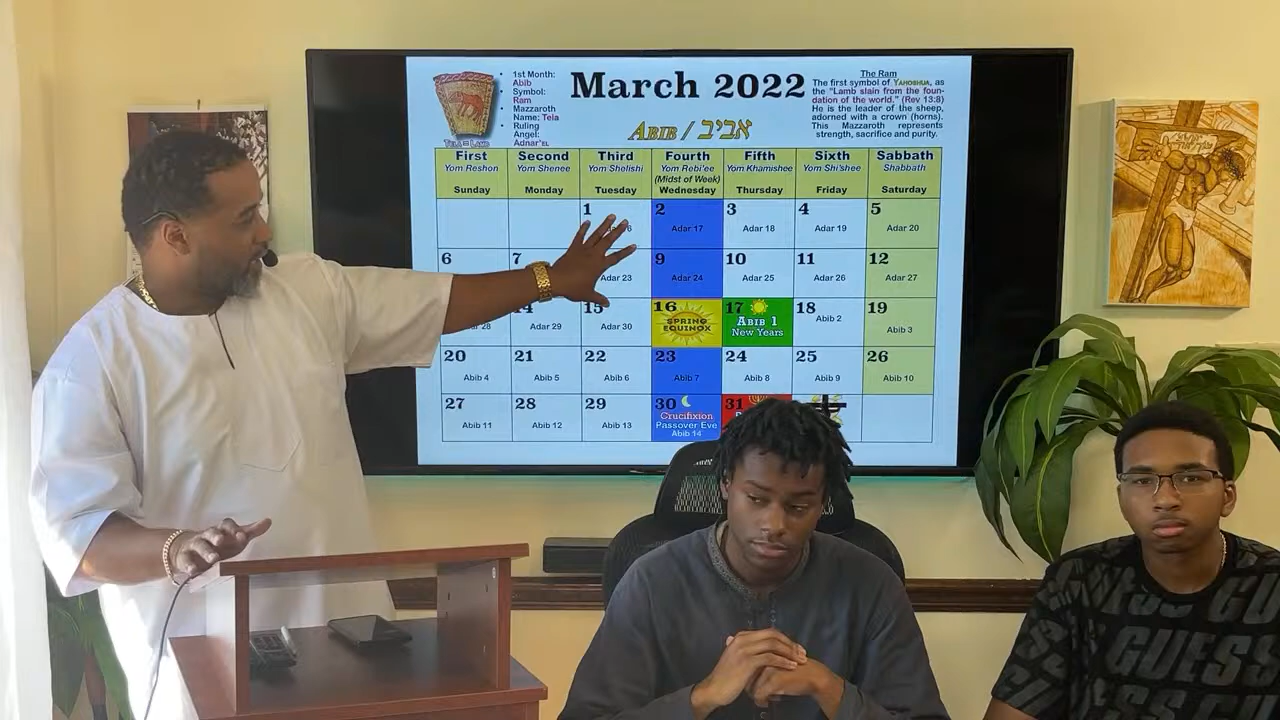 1st Month:
Abib
Symbol:
Ram
Mazzaroth
Name: Tela
Ruling
Angel:
Adnar'el
TELA = LAMB
March 2022
ABIB / אביב
The Ram
The first symbol of YAHOSHUA, as
the "Lamb slain from the foun-
dation of the world." (Rev 13:8)
He is the leader of the sheep,
adorned with a crown (horns).
This Mazzaroth represents
strength, sacrifice and purity.
First Second Third Fourth Fifth Sixth Sabbath
Yom Reshon Yom Shenee Yom Shelishi Yom Rebi'ee Yom Khamishee Yom Shi'shee Shabbath
(Midst of Week)
Sunday Monday Tuesday Wednesday Thursday Friday Saturday
1 2 3 4 5
Adar 17 Adar 18 Adar 19 Adar 20
6 7 9 10 11 12
Adar 23 Adar 24 Adar 25 Adar 26 Adar 27
14 15 16 17 18 19
28 Adar 29 Adar 30 SPRING EQUINOX ABIB 1 New Years Abib 2 Abib 3
20 21 22 23 24 25 26
Abib 4 Abib 5 Abib 6 Abib 7 Abib 8 Abib 9 Abib 10
27 28 29 30 31
Abib 11 Abib 12 Abib 13 Crucifixion
Passover Eve
Abib 14
GUESS